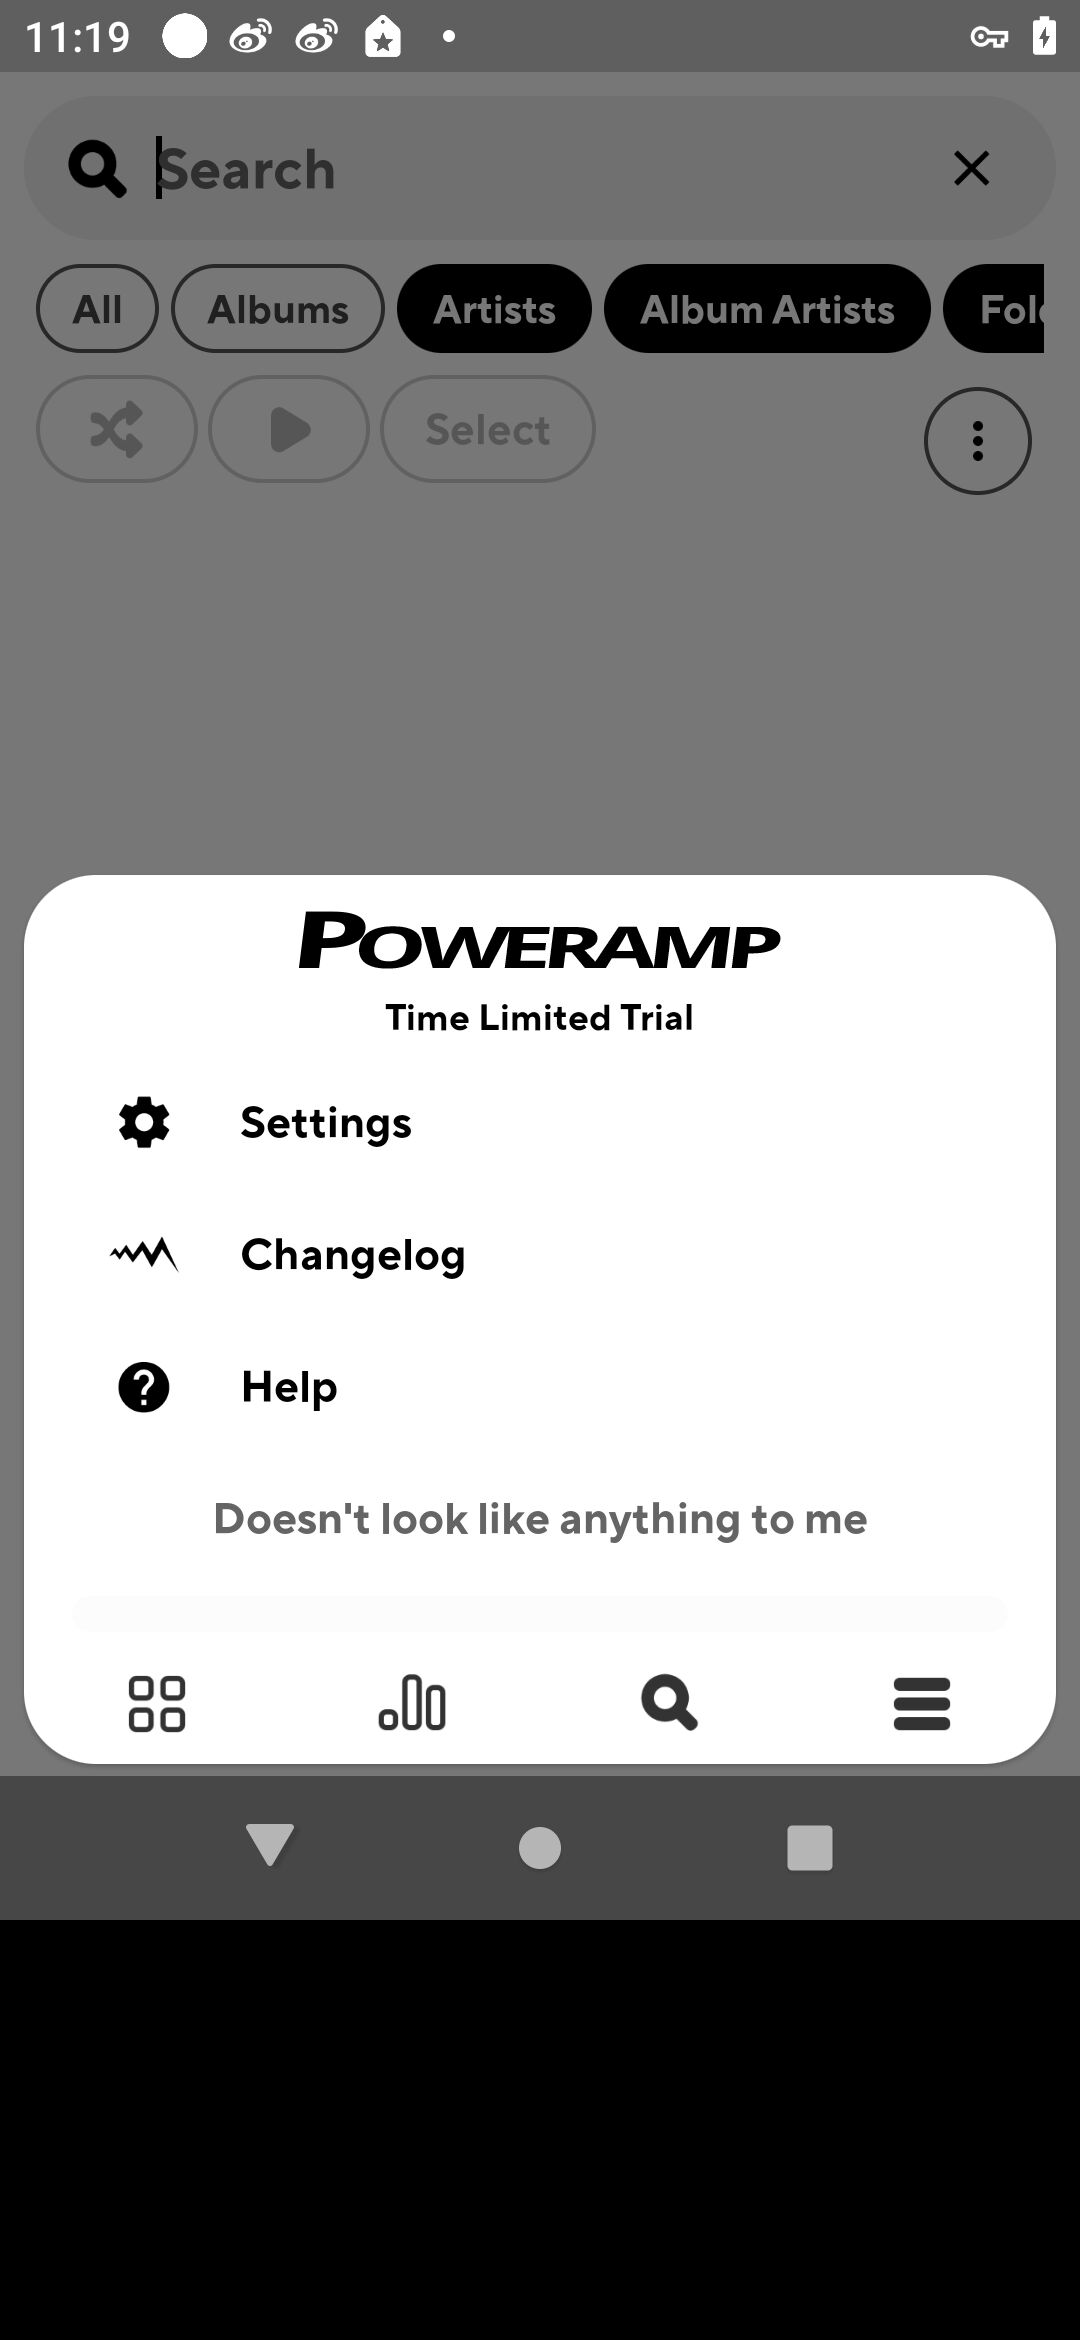 11:19
Search
All Albums Artists Album Artists Fol
Select
POWERAMP
Time Limited Trial
Settings
Changelog
Help
Doesn't look like anything to me